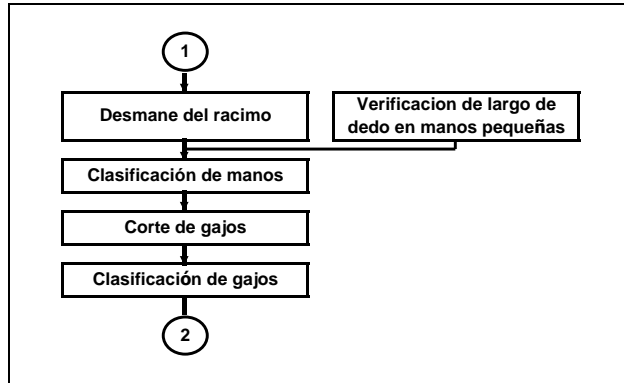 1
Desmane del racimo
Verificacion de largo de
dedo en manos pequeñas
Clasificación de manos
Corte de gajos
Clasificación de gajos
2